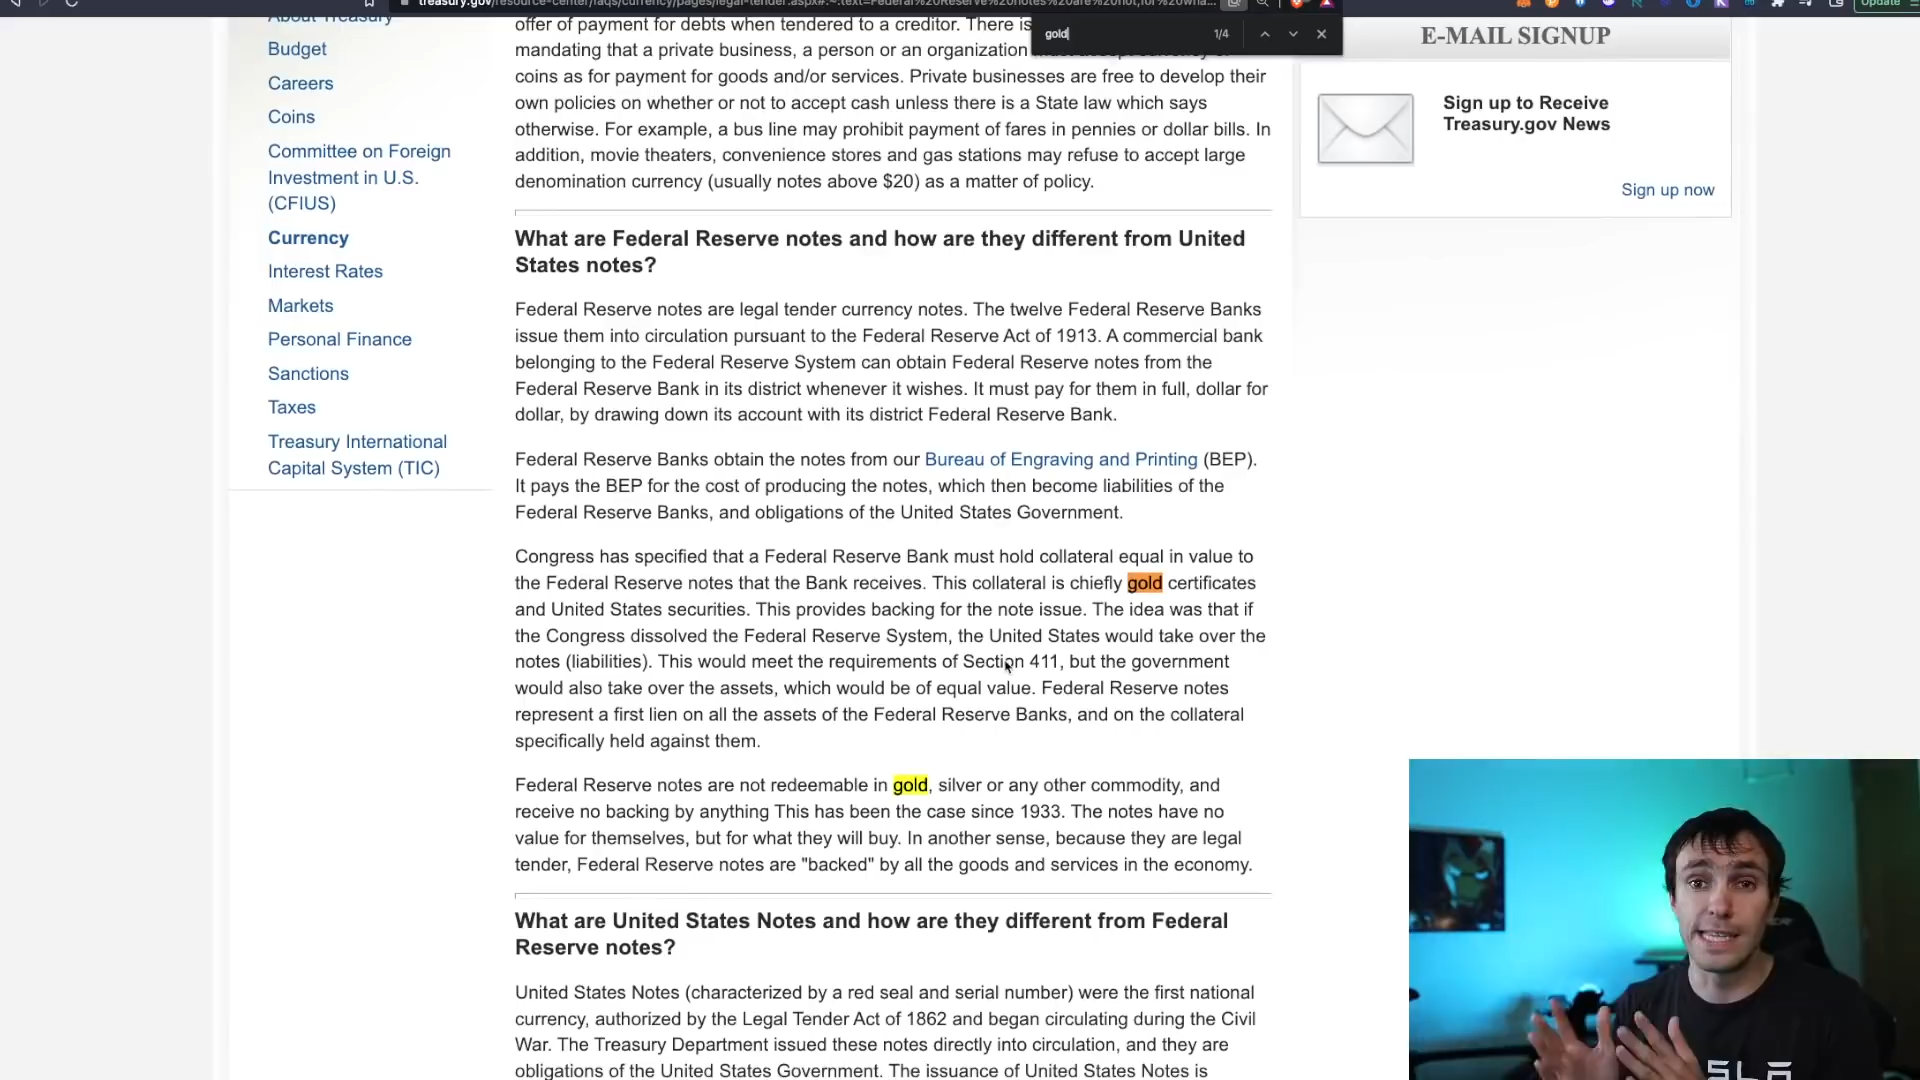 treasury.gov/resource-center/faqs/currency/pages/legal-tender.aspx#:~:text=Federal%20Reserve%20notes%20are%20not,for%20wha...
Update
gold
1/4
About Treasury
Budget
Careers
Coins
Committee on Foreign
Investment in U.S.
(CFIUS)
Currency
Interest Rates
Markets
Personal Finance
Sanctions
Taxes
Treasury International
Capital System (TIC)
offer of payment for debts when tendered to a creditor. There is
mandating that a private business, a person or an organization
coins as for payment for goods and/or services. Private businesses are free to develop their
own policies on whether or not to accept cash unless there is a State law which says
otherwise. For example, a bus line may prohibit payment of fares in pennies or dollar bills. In
addition, movie theaters, convenience stores and gas stations may refuse to accept large
denomination currency (usually notes above $20) as a matter of policy.
What are Federal Reserve notes and how are they different from United
States notes?
Federal Reserve notes are legal tender currency notes. The twelve Federal Reserve Banks
issue them into circulation pursuant to the Federal Reserve Act of 1913. A commercial bank
belonging to the Federal Reserve System can obtain Federal Reserve notes from the
Federal Reserve Bank in its district whenever it wishes. It must pay for them in full, dollar for
dollar, by drawing down its account with its district Federal Reserve Bank.
Federal Reserve Banks obtain the notes from our Bureau of Engraving and Printing (BEP).
It pays the BEP for the cost of producing the notes, which then become liabilities of the
Federal Reserve Banks, and obligations of the United States Government.
Congress has specified that a Federal Reserve Bank must hold collateral equal in value to
the Federal Reserve notes that the Bank receives. This collateral is chiefly gold certificates
and United States securities. This provides backing for the note issue. The idea was that if
the Congress dissolved the Federal Reserve System, the United States would take over the
notes (liabilities). This would meet the requirements of Section 411, but the government
would also take over the assets, which would be of equal value. Federal Reserve notes
represent a first lien on all the assets of the Federal Reserve Banks, and on the collateral
specifically held against them.
Federal Reserve notes are not redeemable in gold, silver or any other commodity, and
receive no backing by anything This has been the case since 1933. The notes have no
value for themselves, but for what they will buy. In another sense, because they are legal
tender, Federal Reserve notes are "backed" by all the goods and services in the economy.
What are United States Notes and how are they different from Federal
Reserve notes?
United States Notes (characterized by a red seal and serial number) were the first national
currency, authorized by the Legal Tender Act of 1862 and began circulating during the Civil
War. The Treasury Department issued these notes directly into circulation, and they are
obligations of the United States Government. The issuance of United States Notes is
E-MAIL SIGNUP
Sign up to Receive
Treasury.gov News
Sign up now